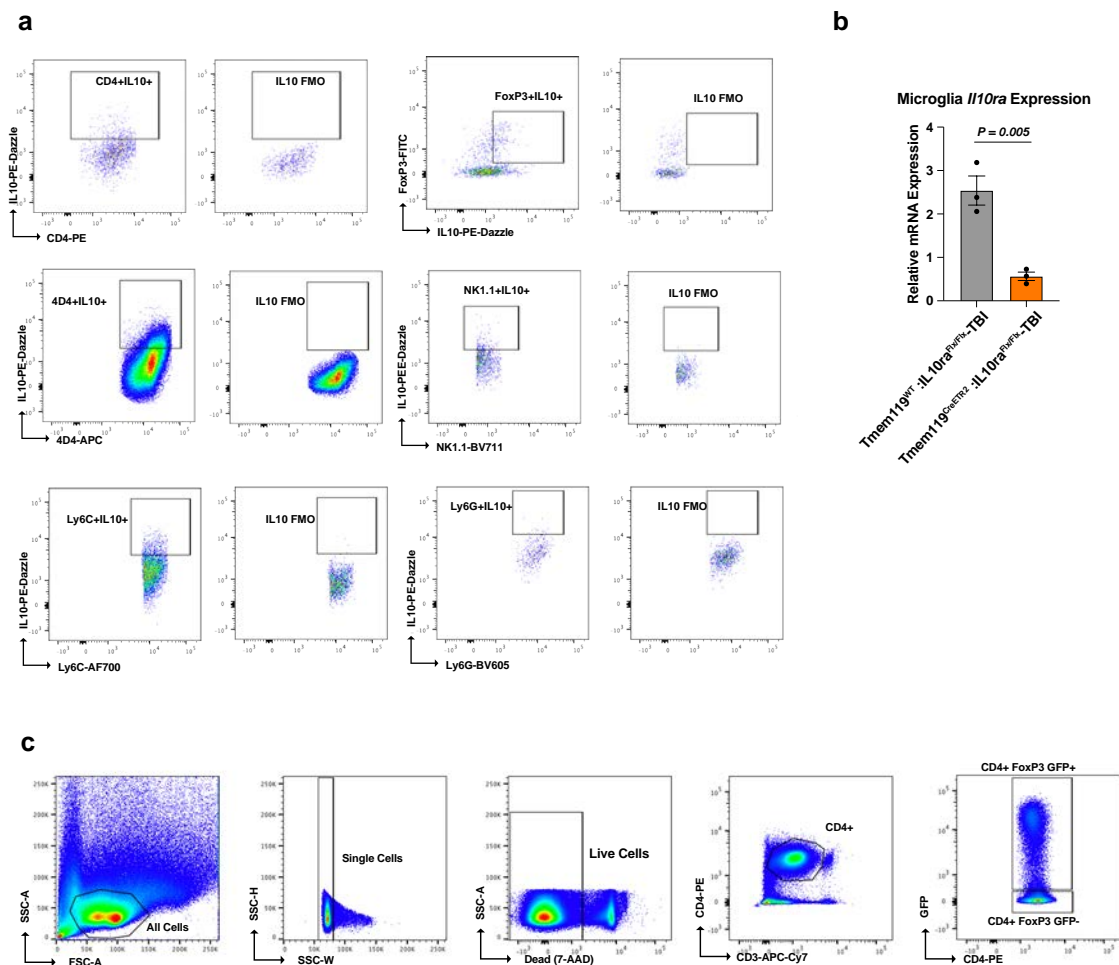 a
b
CD4+IL10+
IL10 FMO
IL10-PE-Dazzle
CD4-PE
FoxP3+IL10+
IL10 FMO
FoxP3-FITC
IL10-PE-Dazzle
4D4+IL10+
IL10 FMO
IL10-PE-Dazzle
4D4-APC
NK1.1+IL10+
IL10 FMO
IL10-PEE-Dazzle
NK1.1-BV711
Ly6C+IL10+
IL10 FMO
IL10-PE-Dazzle
Ly6C-AF700
Ly6G+IL10+
IL10 FMO
IL10-PE-Dazzle
Ly6G-BV605
Microglia Il10ra Expression
P = 0.005
Relative mRNA Expression
4
3
2
1
0
Tmem119WT :IL10raFlx/Flx-TBI
Tmem119CreETR2 :IL10raFlx/Flx-TBI
c
SSC-A
All Cells
FSC-A
SSC-H
Single Cells
SSC-W
SSC-A
Live Cells
Dead (7-AAD)
CD4-PE
CD4+
CD3-APC-Cy7
CD4+ FoxP3 GFP+
GFP
CD4+ FoxP3 GFP-
CD4-PE